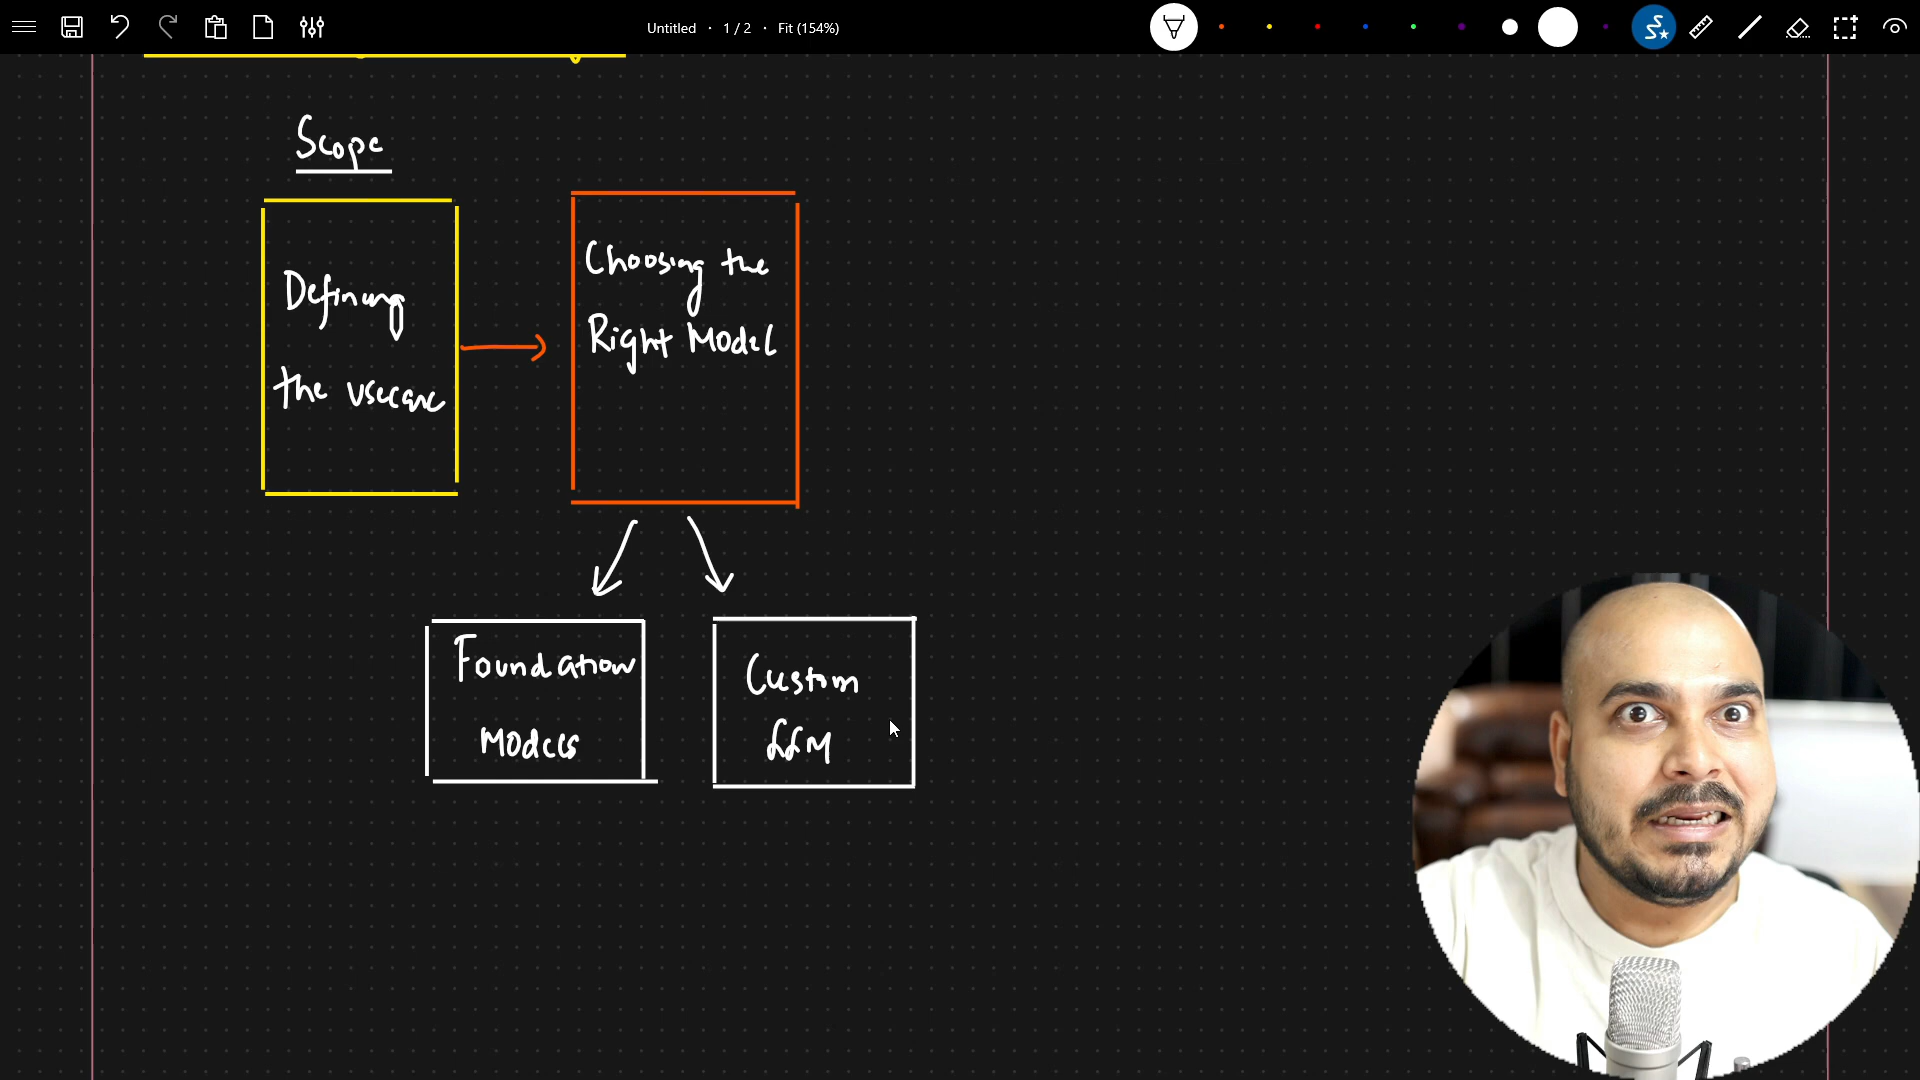 Untitled · 1 / 2 · Fit (154%)
Scope
Defining
the usecase
Choosing the
Right Model
Foundation
Models
Custom
LLM